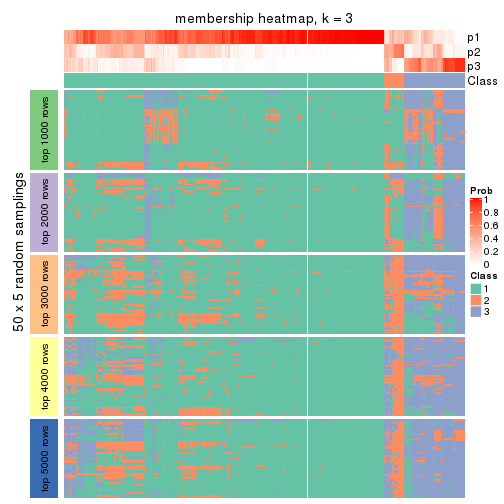 membership heatmap, k = 3
p1
p2
p3
Class
50 x 5 random samplings
top 1000 rows
top 2000 rows
top 3000 rows
top 4000 rows
top 5000 rows
Prob
1
0.8
0.6
0.4
0.2
0
Class
1
2
3